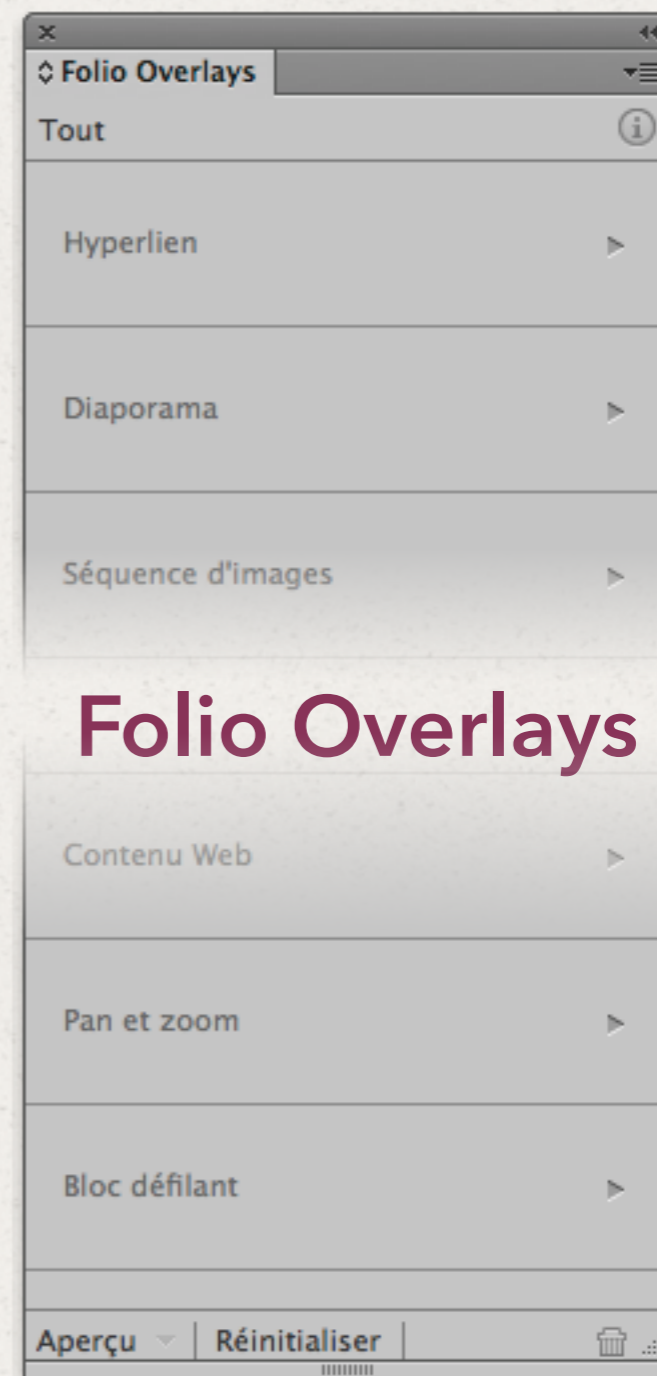 Folio Overlays
Tout
Hyperlien
Diaporama
Séquence d'images
Folio Overlays
Contenu Web
Pan et zoom
Bloc défilant
Aperçu Réinitialiser